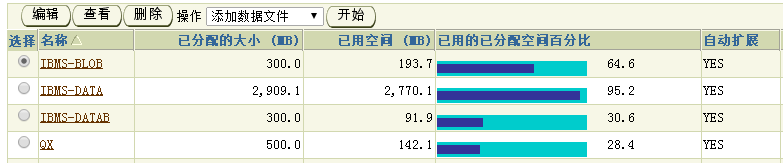 编辑 查看 删除 操作 添加数据文件 开始
选择 名称 已分配的大小 (MB) 已用空间 (MB) 已用的已分配空间百分比 自动扩展
IBMS-BLOB 300.0 193.7 64.6 YES
IBMS-DATA 2,909.1 2,770.1 95.2 YES
IBMS-DATAB 300.0 91.9 30.6 YES
QX 500.0 142.1 28.4 YES